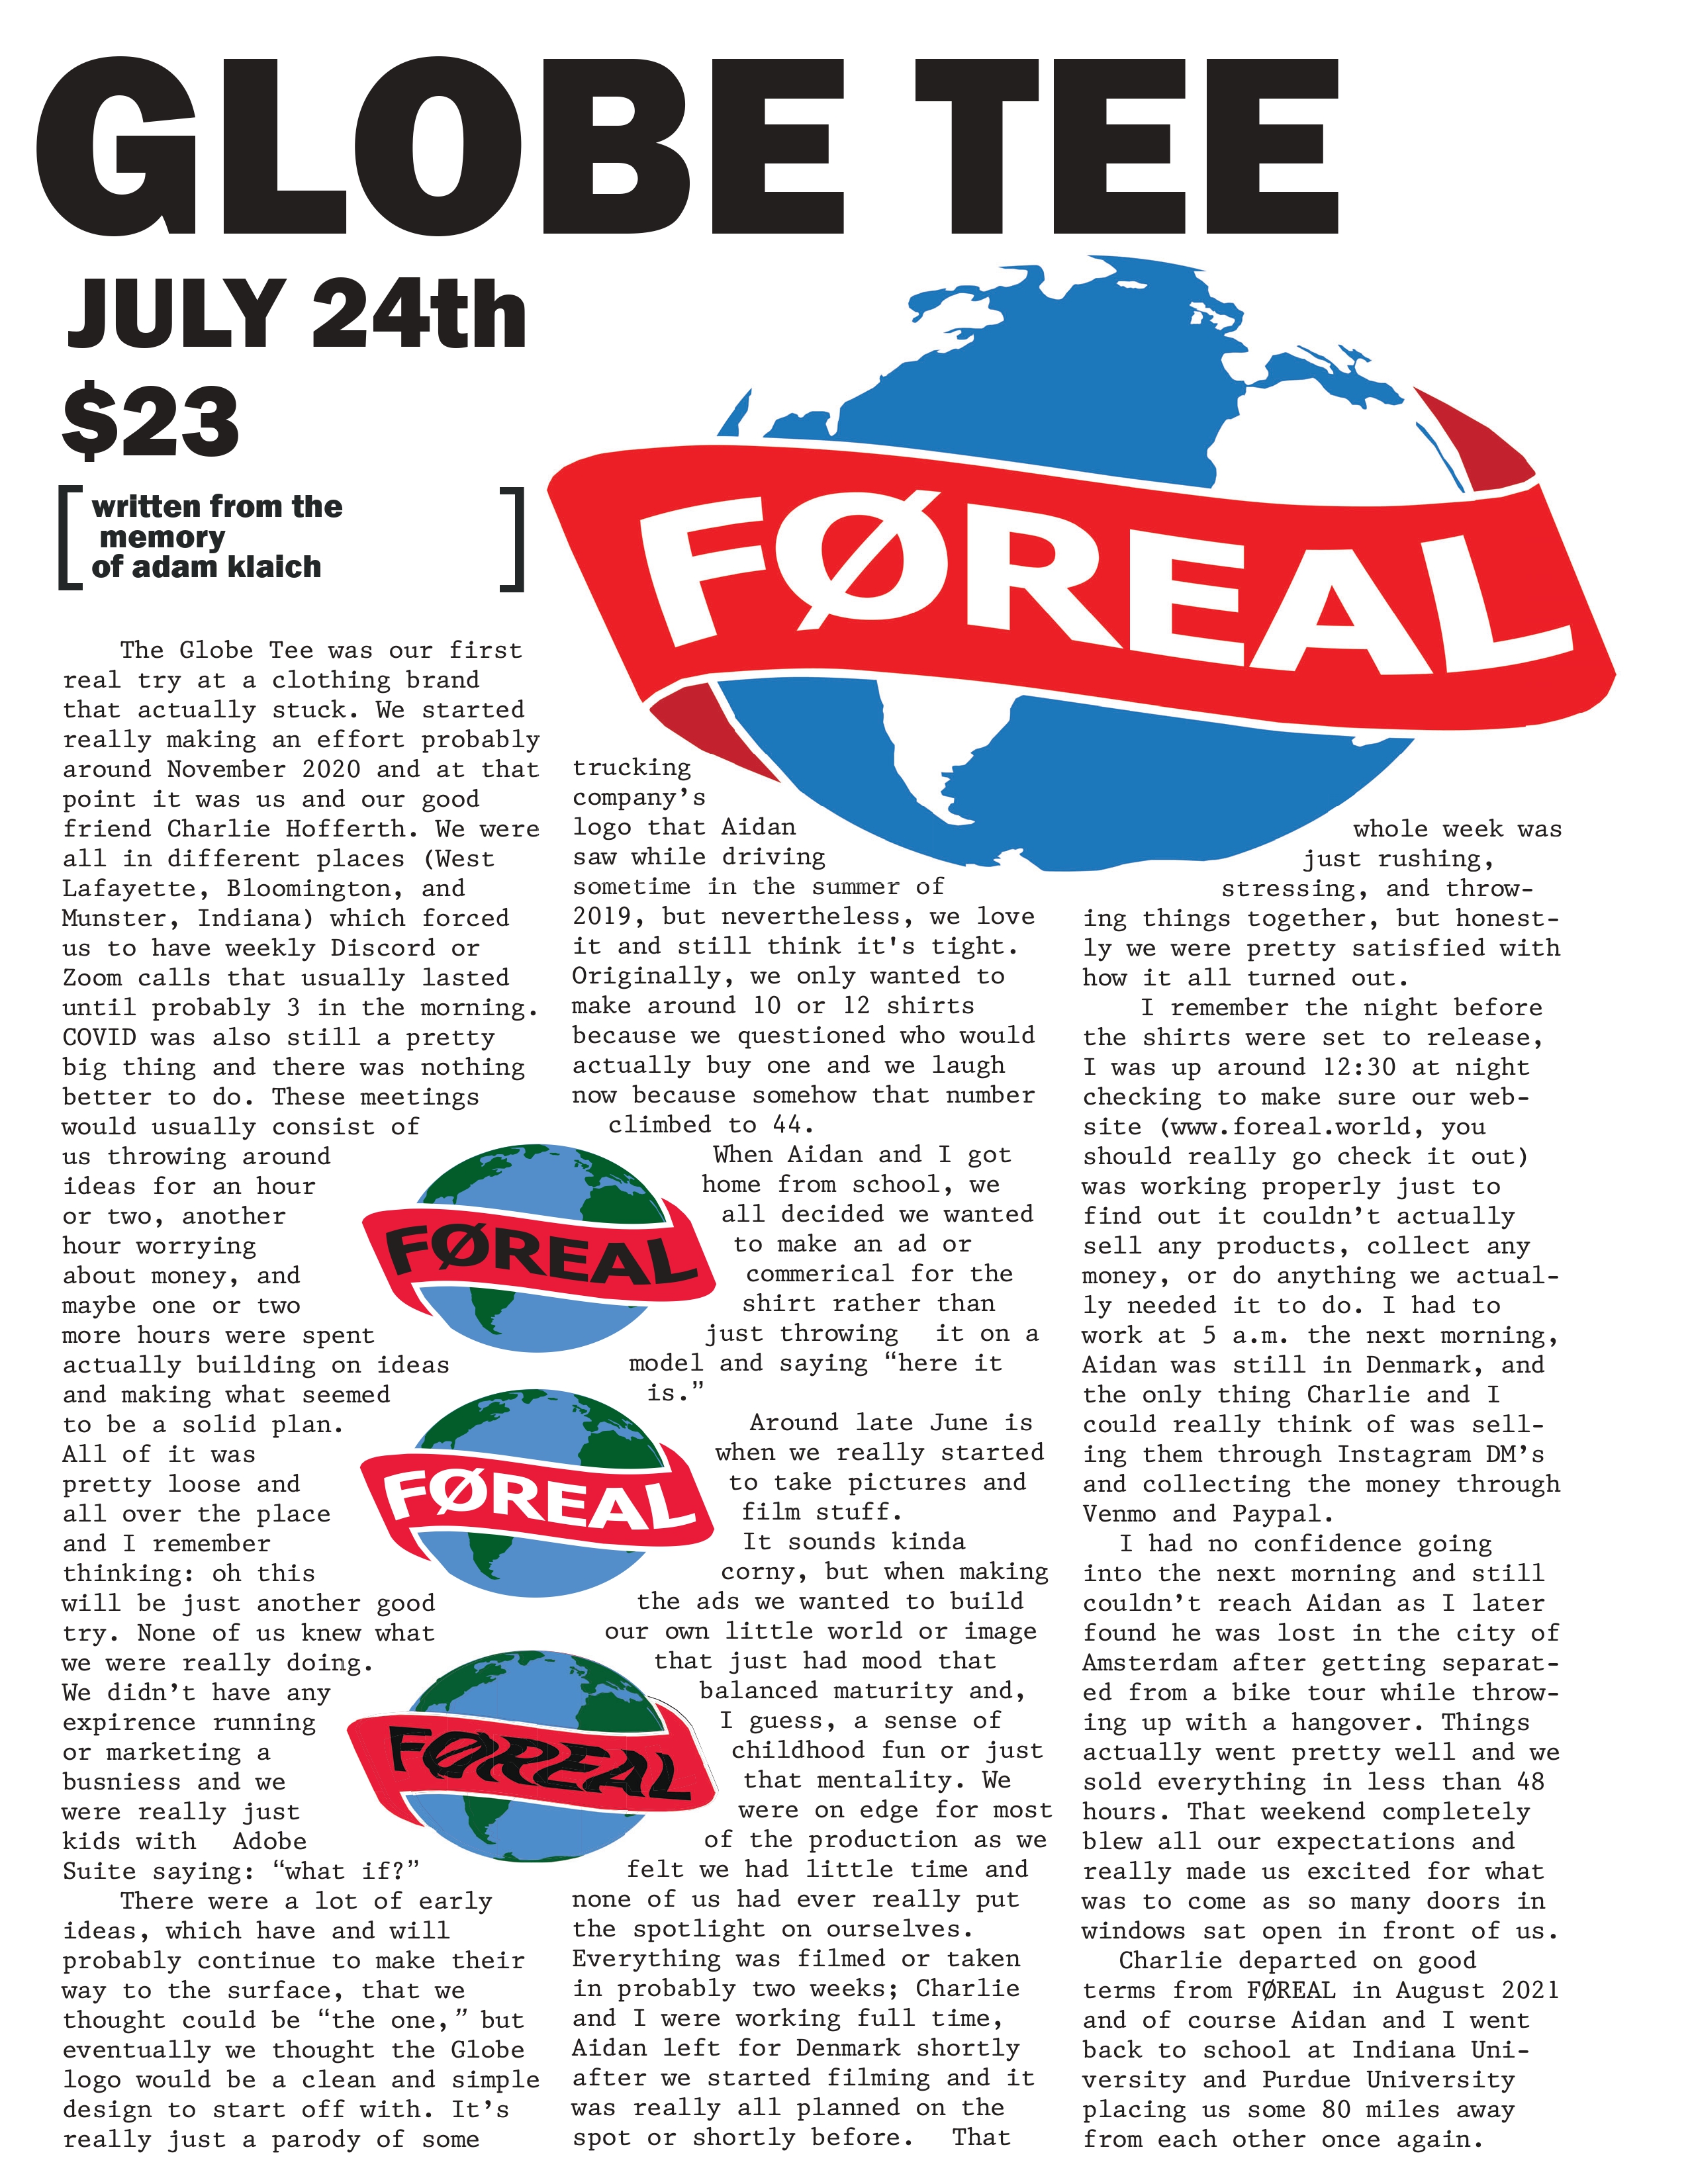 GLOBE TEE
JULY 24th
$23
[written from the
memory
of adam klaich]
FØREAL
The Globe Tee was our first
real try at a clothing brand
that actually stuck. We started
really making an effort probably
around November 2020 and at that
point it was us and our good
friend Charlie Hofferth. We were
all in different places (West
Lafayette, Bloomington, and
Munster, Indiana) which forced
us to have weekly Discord or
Zoom calls that usually lasted
until probably 3 in the morning.
COVID was also still a pretty
big thing and there was nothing
better to do. These meetings
would usually consist of
us throwing around
ideas for an hour
or two, another
hour worrying
about money, and
maybe one or two
more hours were spent
actually building on ideas
and making what seemed
to be a solid plan.
All of it was
pretty loose and
all over the place
and I remember
thinking: oh this
will be just another good
try. None of us knew what
we were really doing.
We didn’t have any
expirence running
or marketing a
busniess and we
were really just
kids with Adobe
Suite saying: “what if?”
There were a lot of early
ideas, which have and will
probably continue to make their
way to the surface, that we
thought could be “the one,” but
eventually we thought the Globe
logo would be a clean and simple
design to start off with. It’s
really just a parody of some
FØREAL
FØREAL
FØREAL
trucking
company’s
logo that Aidan
saw while driving
sometime in the summer of
2019, but nevertheless, we love
it and still think it's tight.
Originally, we only wanted to
make around 10 or 12 shirts
because we questioned who would
actually buy one and we laugh
now because somehow that number
climbed to 44.
When Aidan and I got
home from school, we
all decided we wanted
to make an ad or
commerical for the
shirt rather than
just throwing it on a
model and saying “here it
is.”
Around late June is
when we really started
to take pictures and
film stuff.
It sounds kinda
corny, but when making
the ads we wanted to build
our own little world or image
that just had mood that
balanced maturity and,
I guess, a sense of
childhood fun or just
that mentality. We
were on edge for most
of the production as we
felt we had little time and
none of us had ever really put
the spotlight on ourselves.
Everything was filmed or taken
in probably two weeks; Charlie
and I were working full time,
Aidan left for Denmark shortly
after we started filming and it
was really all planned on the
spot or shortly before. That
whole week was
just rushing,
stressing, and throw-
ing things together, but honest-
ly we were pretty satisfied with
how it all turned out.
I remember the night before
the shirts were set to release,
I was up around 12:30 at night
checking to make sure our web-
site (www.foreal.world, you
should really go check it out)
was working properly just to
find out it couldn’t actually
sell any products, collect any
money, or do anything we actual-
ly needed it to do. I had to
work at 5 a.m. the next morning,
Aidan was still in Denmark, and
the only thing Charlie and I
could really think of was sell-
ing them through Instagram DM’s
and collecting the money through
Venmo and Paypal.
I had no confidence going
into the next morning and still
couldn’t reach Aidan as I later
found he was lost in the city of
Amsterdam after getting separat-
ed from a bike tour while throw-
ing up with a hangover. Things
actually went pretty well and we
sold everything in less than 48
hours. That weekend completely
blew all our expectations and
really made us excited for what
was to come as so many doors in
windows sat open in front of us.
Charlie departed on good
terms from FØREAL in August 2021
and of course Aidan and I went
back to school at Indiana Uni-
versity and Purdue University
placing us some 80 miles away
from each other once again.